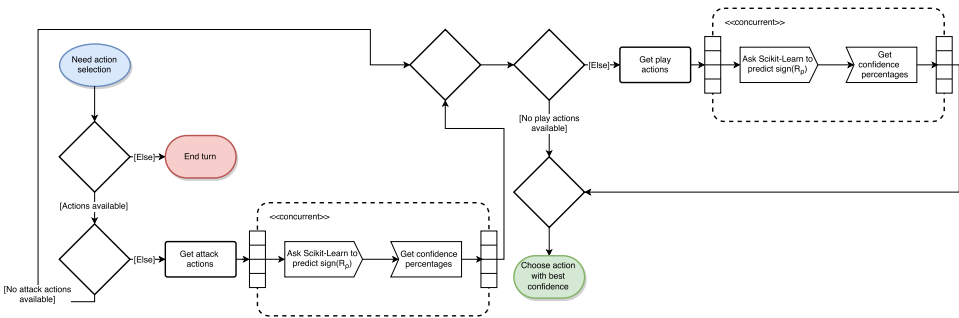 <<concurrent>>
Need action
selection
[Else]
Get play
actions
Ask Scikit-Learn to
predict sign(Rp)
Get
confidence
percentages
[No play actions
available]
[Else]
End turn
[Actions available]
<<concurrent>>
[Else]
Get attack
actions
Ask Scikit-Learn to
predict sign(Rp)
Get confidence
percentages
[No attack actions
available]
Choose action
with best
confidence